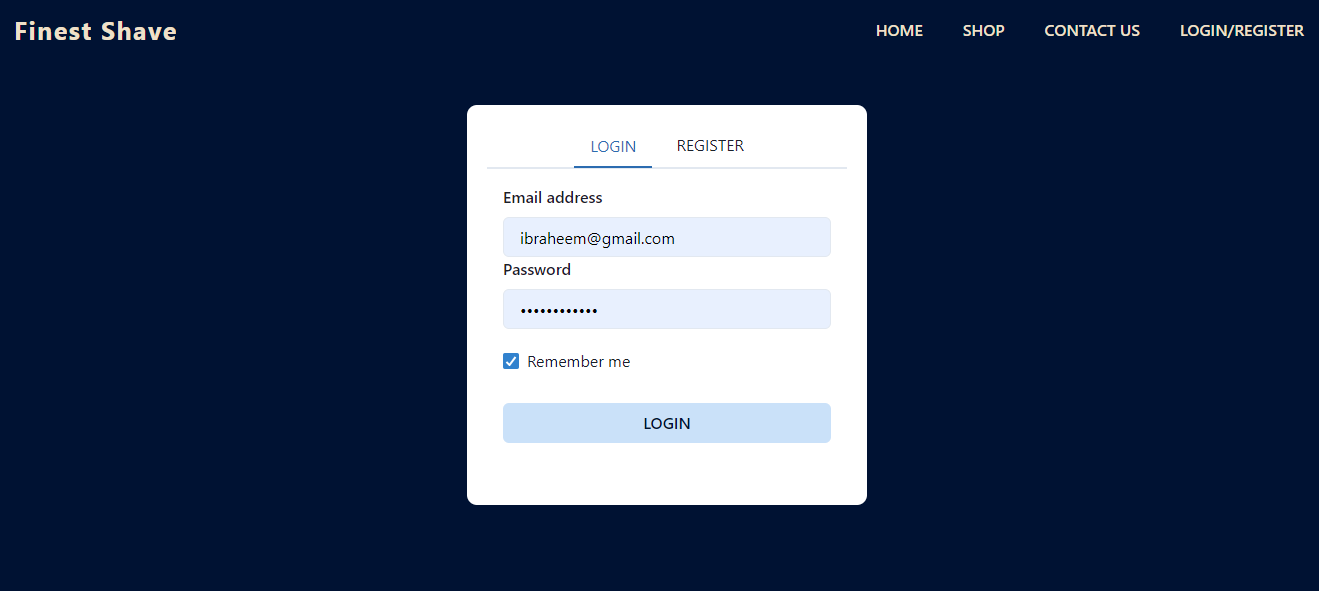 Finest Shave
HOME SHOP CONTACT US LOGIN/REGISTER
LOGIN REGISTER
Email address
ibraheem@gmail.com
Password
••••••••••••
Remember me
LOGIN